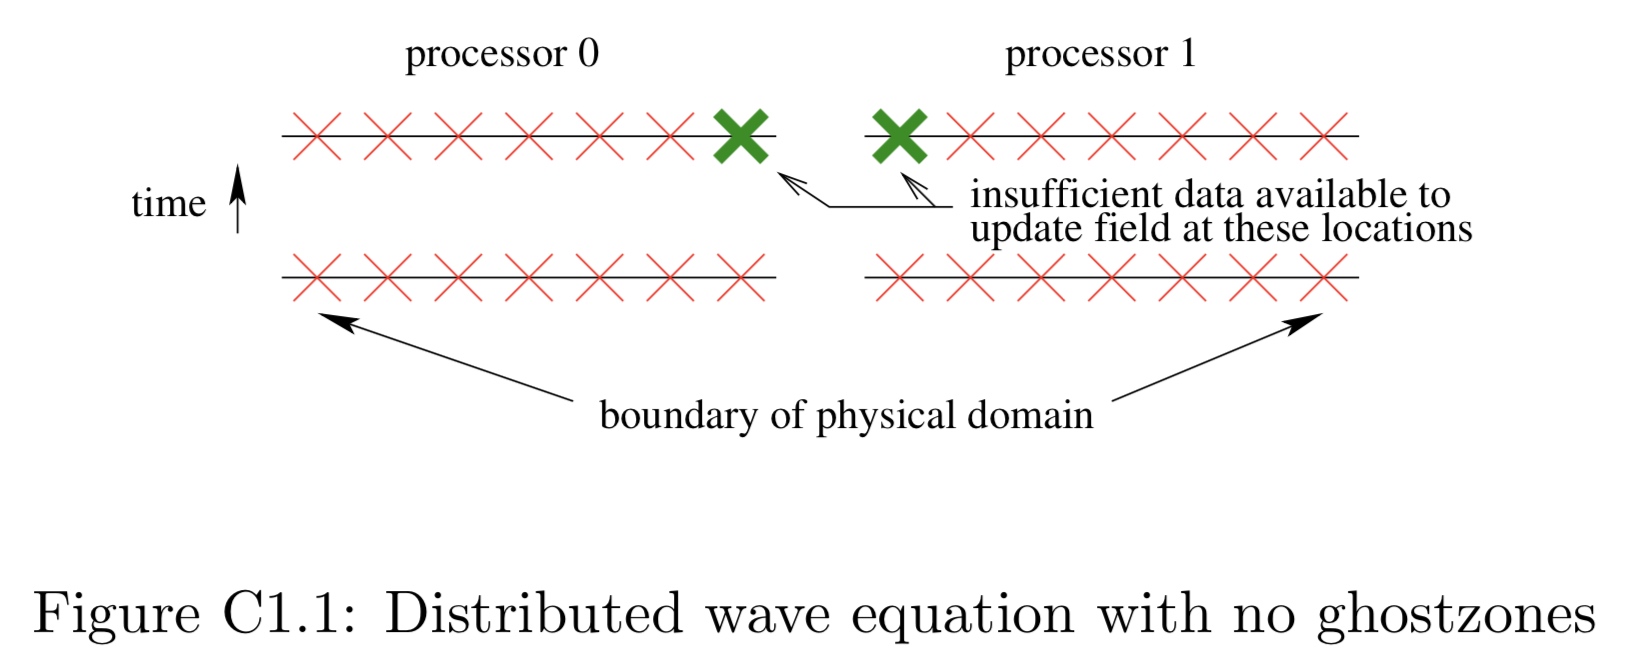 processor 0
processor 1
time
insufficient data available to
update field at these locations
boundary of physical domain
Figure C1.1: Distributed wave equation with no ghostzones